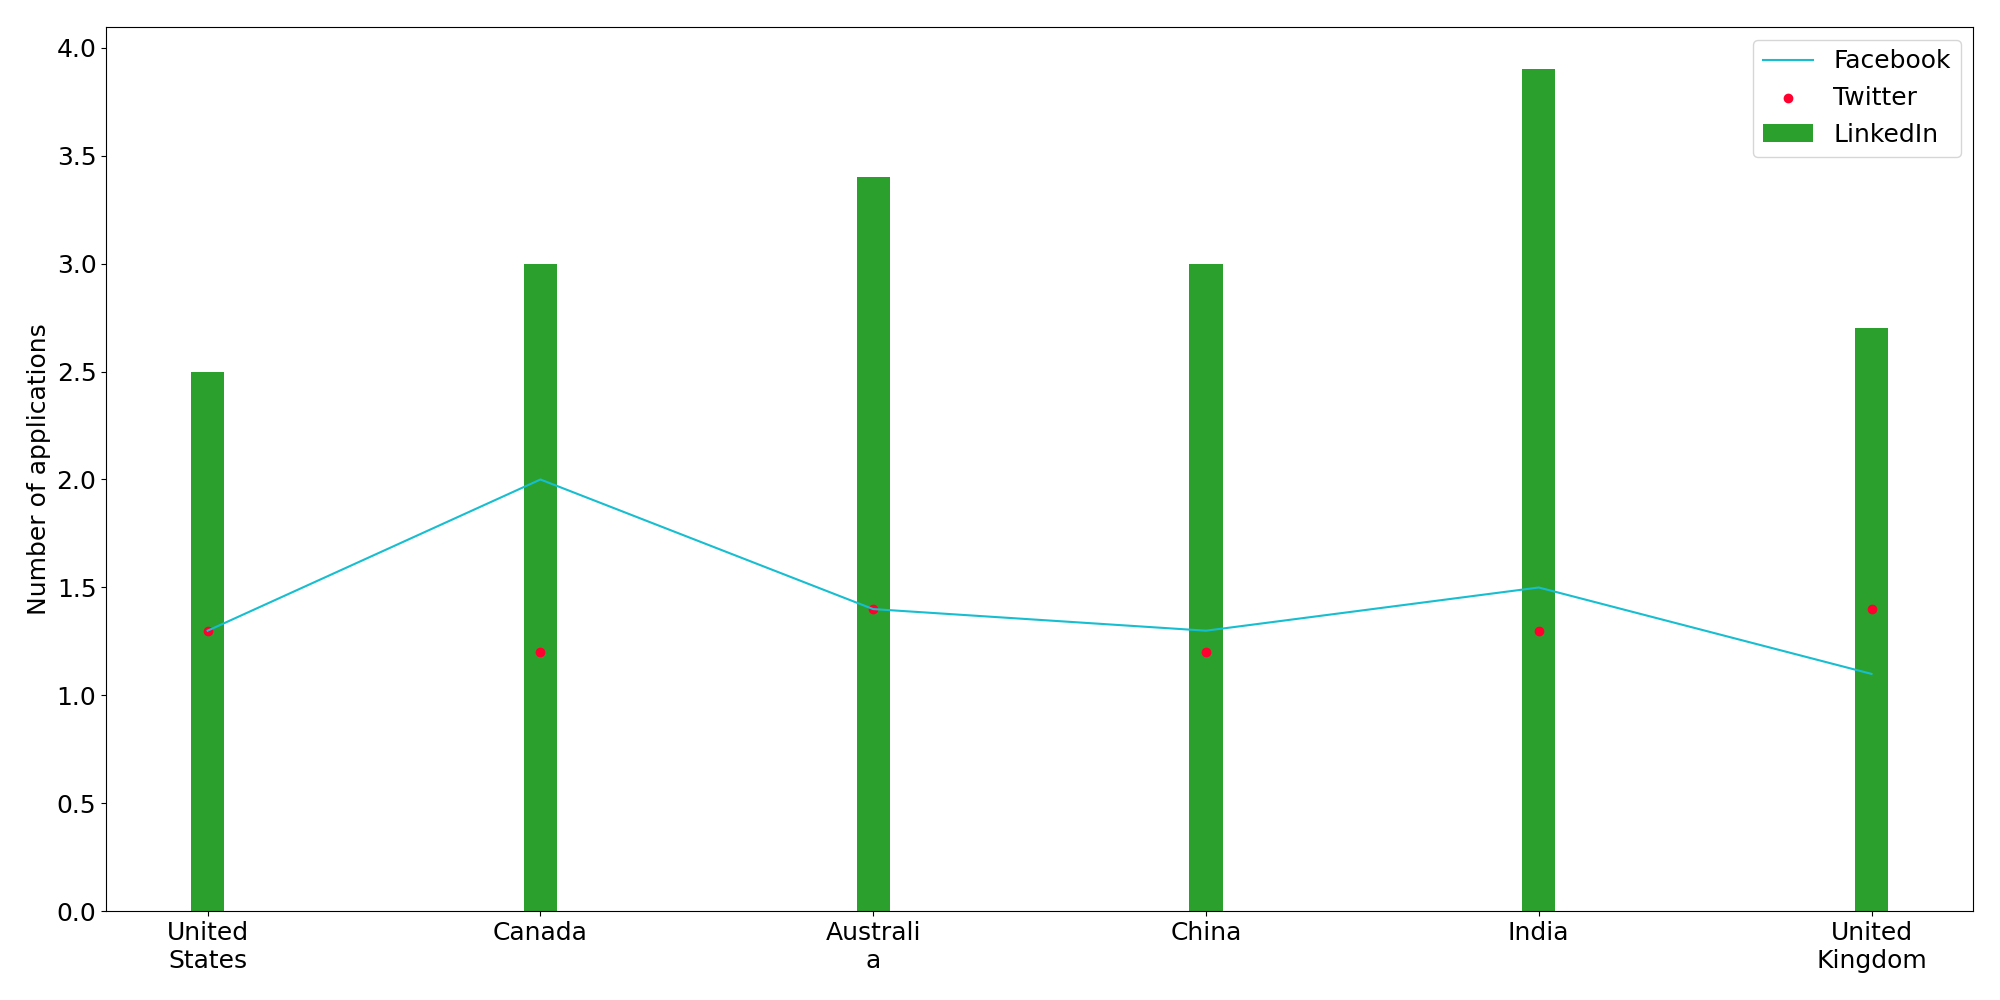 4.0
3.5
3.0
2.5
2.0
1.5
1.0
0.5
0.0
Number of applications
Facebook
Twitter
LinkedIn
United
States
Canada
Australi
a
China
India
United
Kingdom